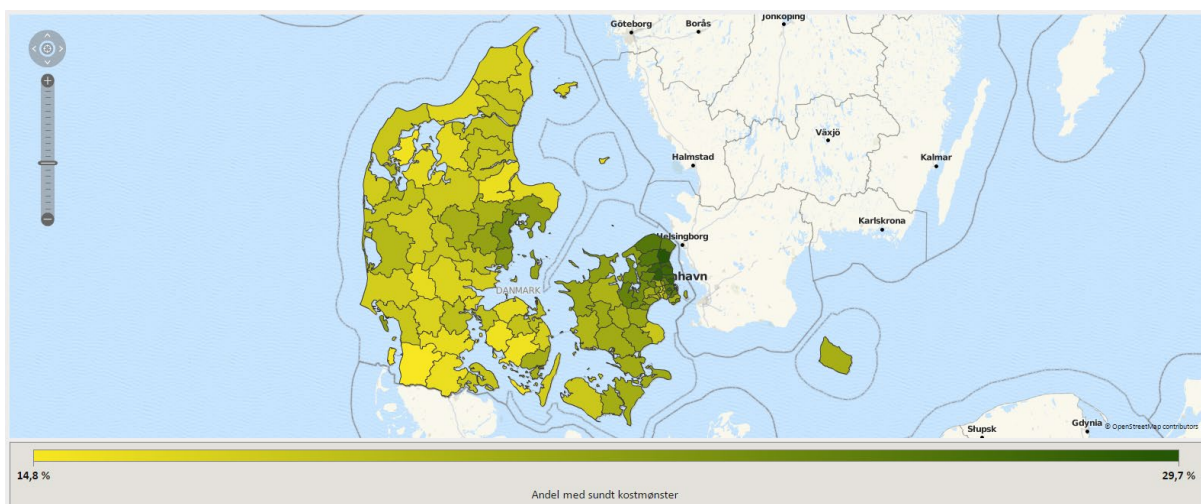 Göteborg
Borås
Jönköping
Växjö
Halmstad
Kalmar
Karlskrona
Helsingborg
nhavn
DANMARK
Gdynia
Słupsk
© OpenStreetMap contributors
14,8 %
29,7 %
Andel med sundt kostmønster